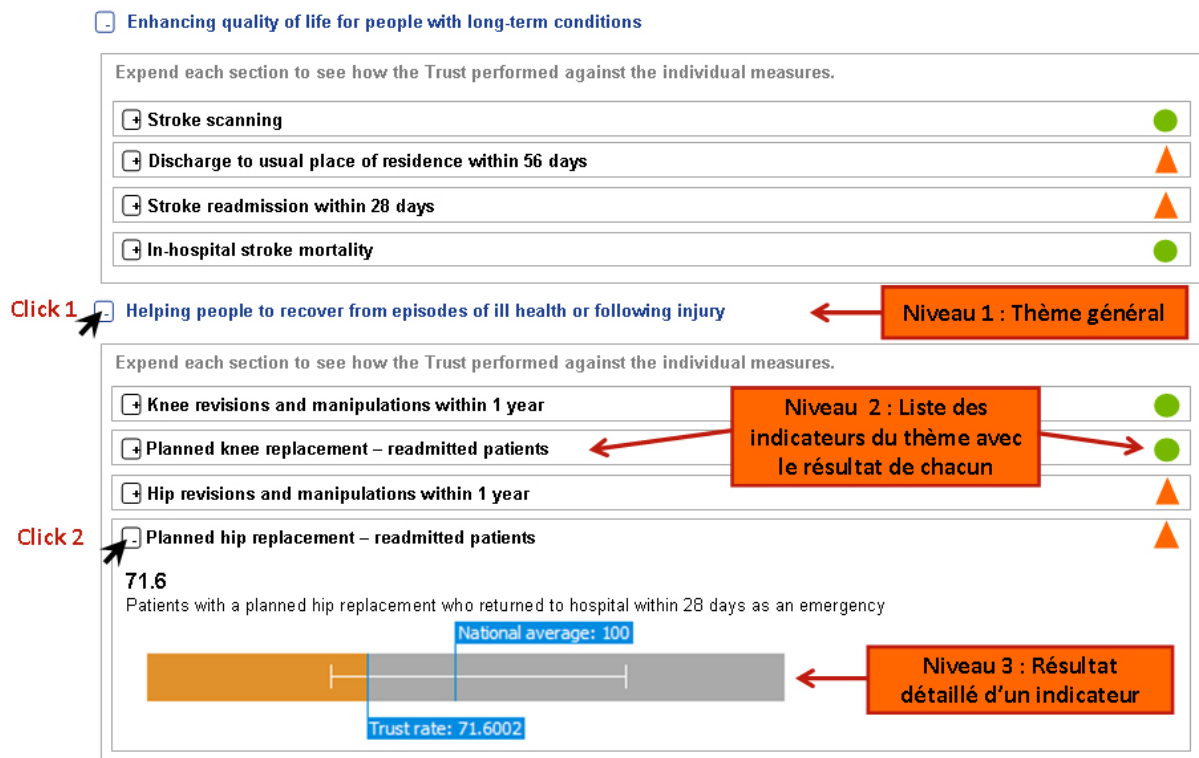 Enhancing quality of life for people with long-term conditions
Expend each section to see how the Trust performed against the individual measures.
+ Stroke scanning
+ Discharge to usual place of residence within 56 days
+ Stroke readmission within 28 days
+ In-hospital stroke mortality
Click 1
- Helping people to recover from episodes of ill health or following injury
Niveau 1 : Thème général
Expend each section to see how the Trust performed against the individual measures.
+ Knee revisions and manipulations within 1 year
+ Planned knee replacement – readmitted patients
Niveau 2 : Liste des
indicateurs du thème avec
le résultat de chacun
+ Hip revisions and manipulations within 1 year
Click 2
- Planned hip replacement – readmitted patients
71.6
Patients with a planned hip replacement who returned to hospital within 28 days as an emergency
National average: 100
Trust rate: 71.6002
Niveau 3 : Résultat
détaillé d'un indicateur